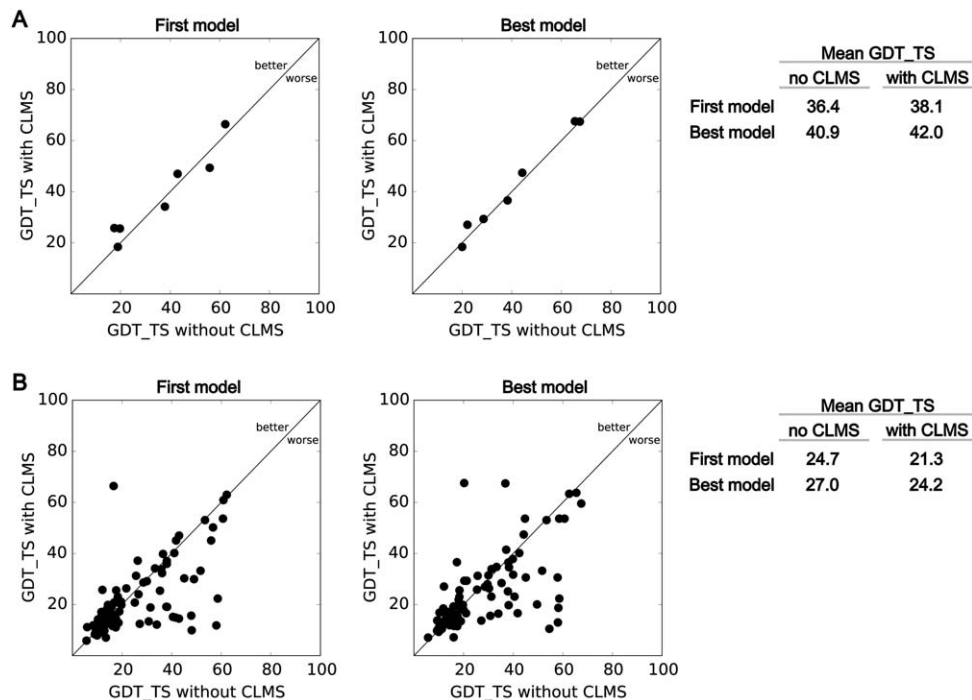 A
First model
Best model
100
80
60
40
20
better
worse
GDT_TS with CLMS
20 40 60 80 100
GDT_TS without CLMS
100
80
60
40
20
better
worse
GDT_TS with CLMS
20 40 60 80 100
GDT_TS without CLMS
Mean GDT_TS
no CLMS with CLMS
First model 36.4 38.1
Best model 40.9 42.0
B
First model
Best model
100
80
60
40
20
better
worse
GDT_TS with CLMS
20 40 60 80 100
GDT_TS without CLMS
100
80
60
40
20
better
worse
GDT_TS with CLMS
20 40 60 80 100
GDT_TS without CLMS
Mean GDT_TS
no CLMS with CLMS
First model 24.7 21.3
Best model 27.0 24.2